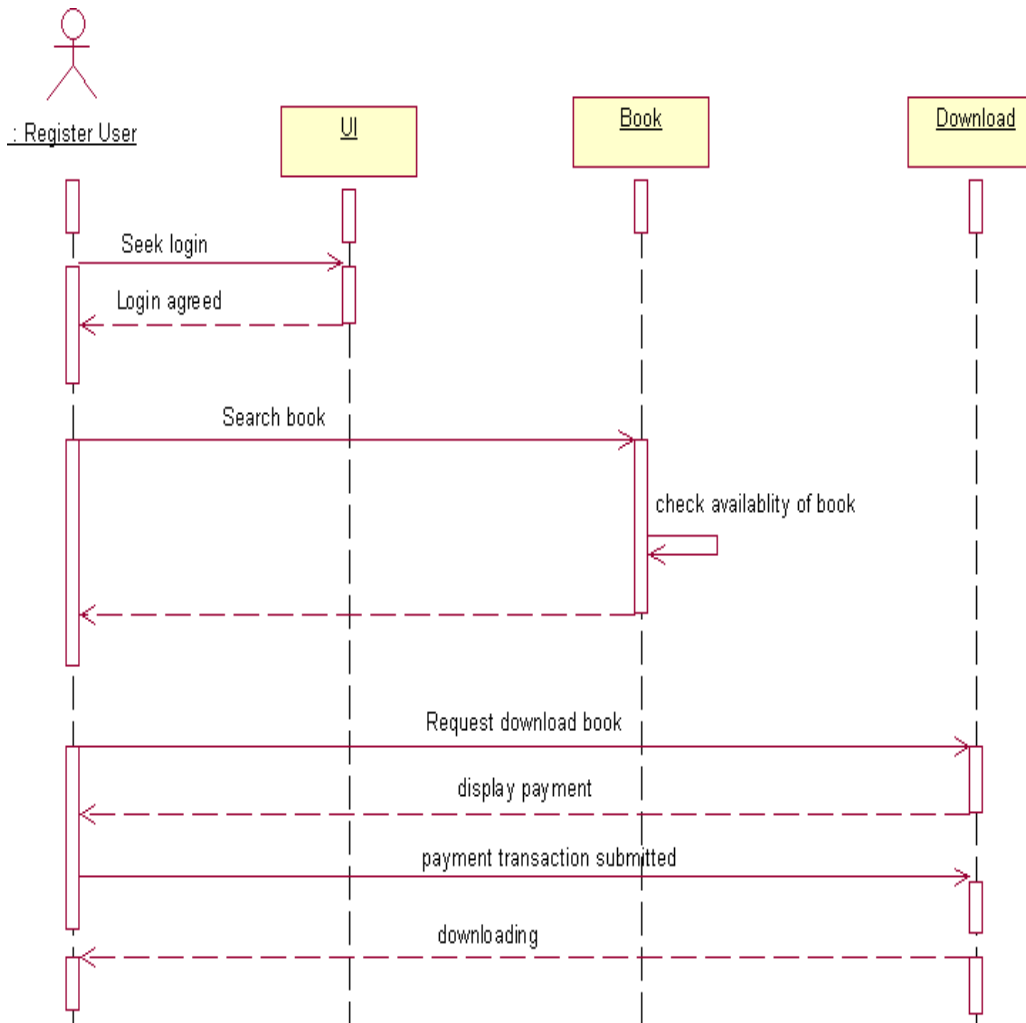 : Register User
UI
Book
Download
Seek login
Login agreed
Search book
check availablity of book
Request download book
display payment
payment transaction submitted
downloading